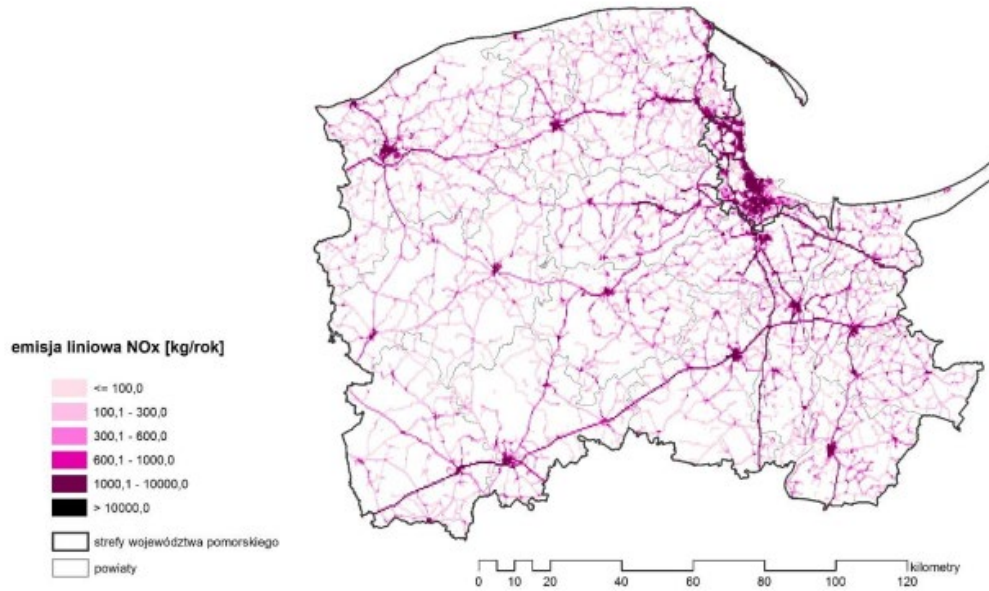 emisja liniowa NOx [kg/rok]
<= 100,0
100,1 - 300,0
300,1 - 600,0
600,1 - 1000,0
1000,1 - 10000,0
> 10000,0
strefy województwa pomorskiego
powiaty
kilometry
0 5 10 20 40 60 80 100 120